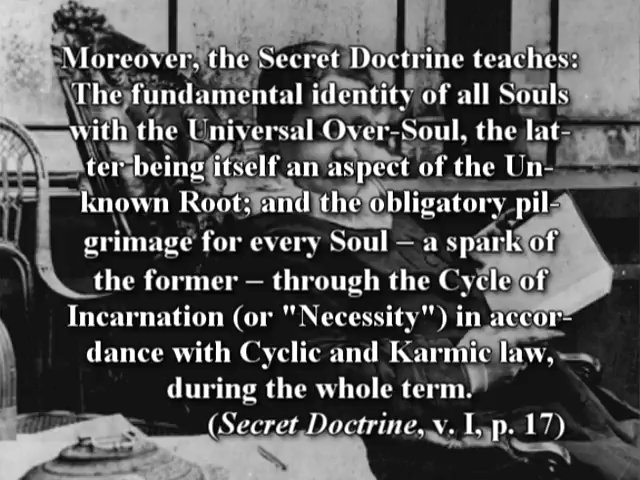 Moreover, the Secret Doctrine teaches:
The fundamental identity of all Souls
with the Universal Over-Soul, the lat-
ter being itself an aspect of the Un-
known Root; and the obligatory pil-
grimage for every Soul – a spark of
the former – through the Cycle of
Incarnation (or "Necessity") in accor-
dance with Cyclic and Karmic law,
during the whole term.
(Secret Doctrine, v. I, p. 17)